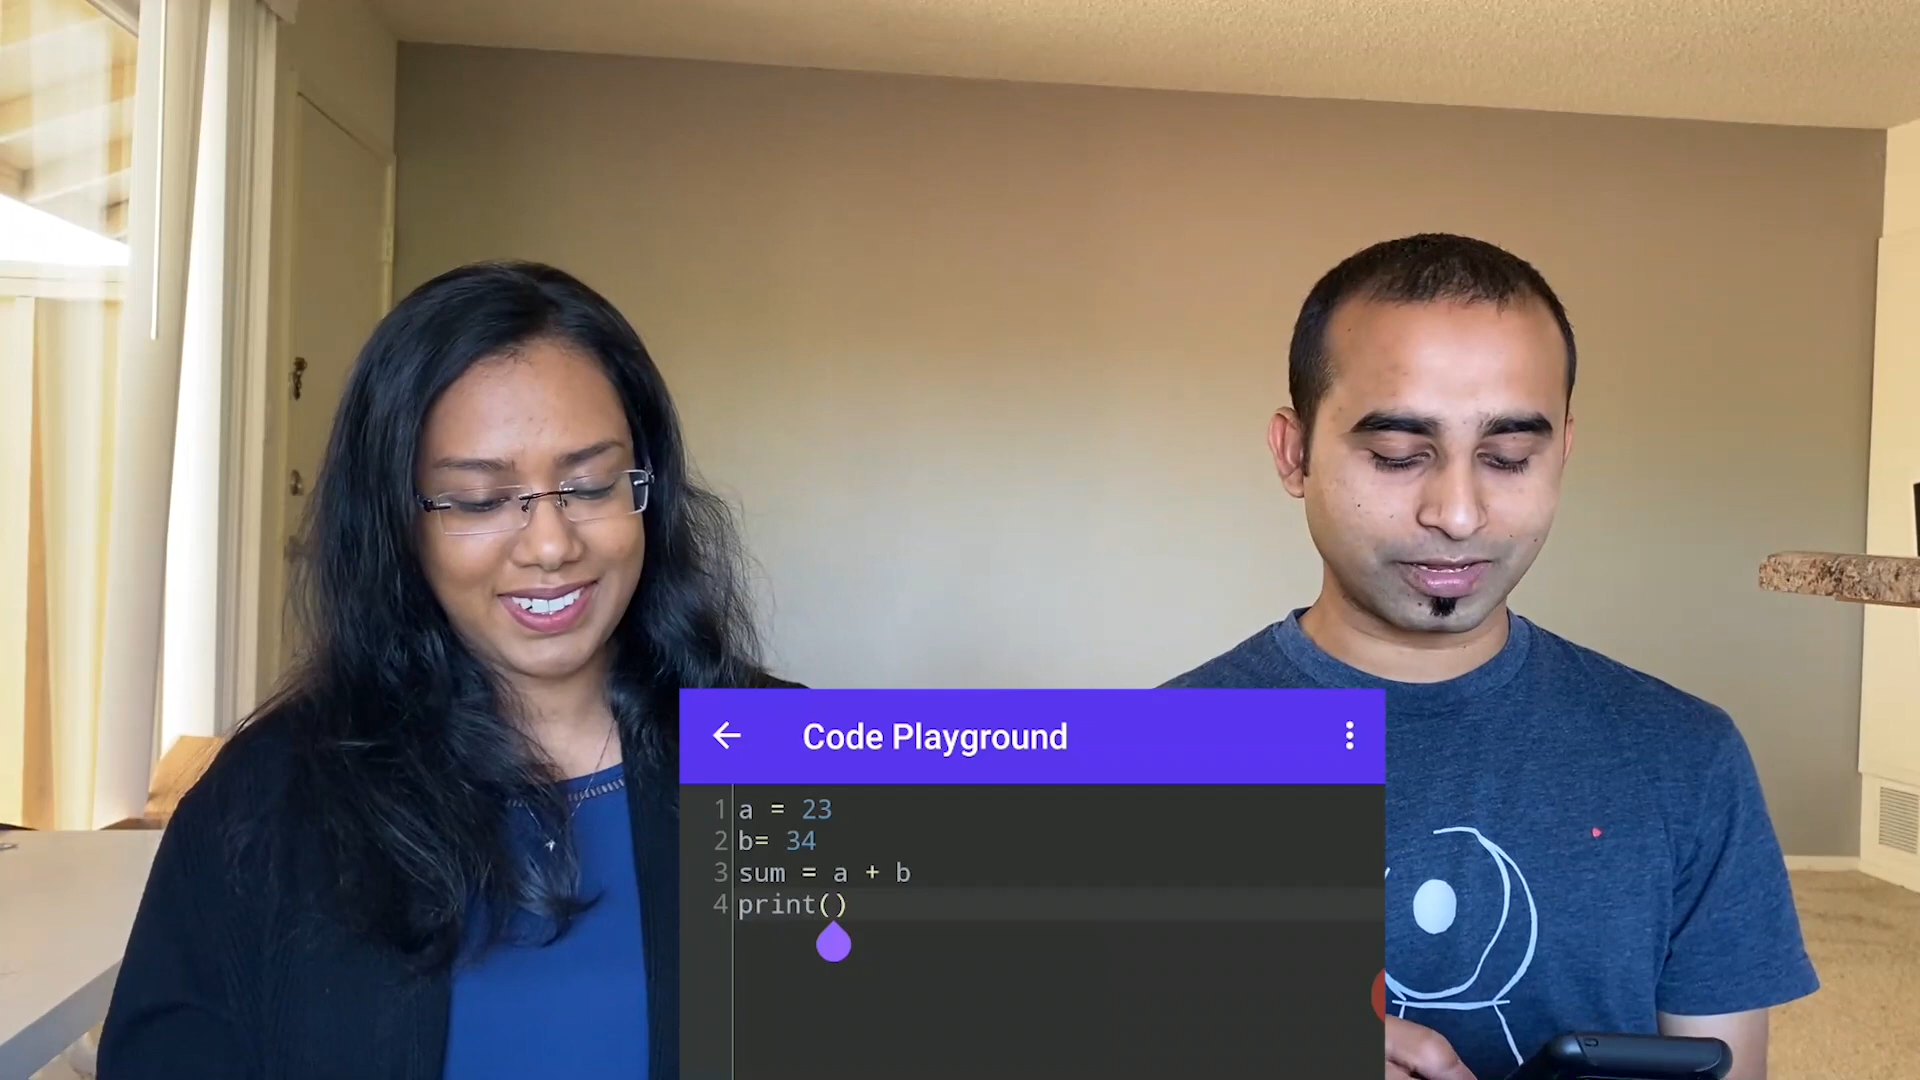 Code Playground
1 a = 23
2 b= 34
3 sum = a + b
4 print()